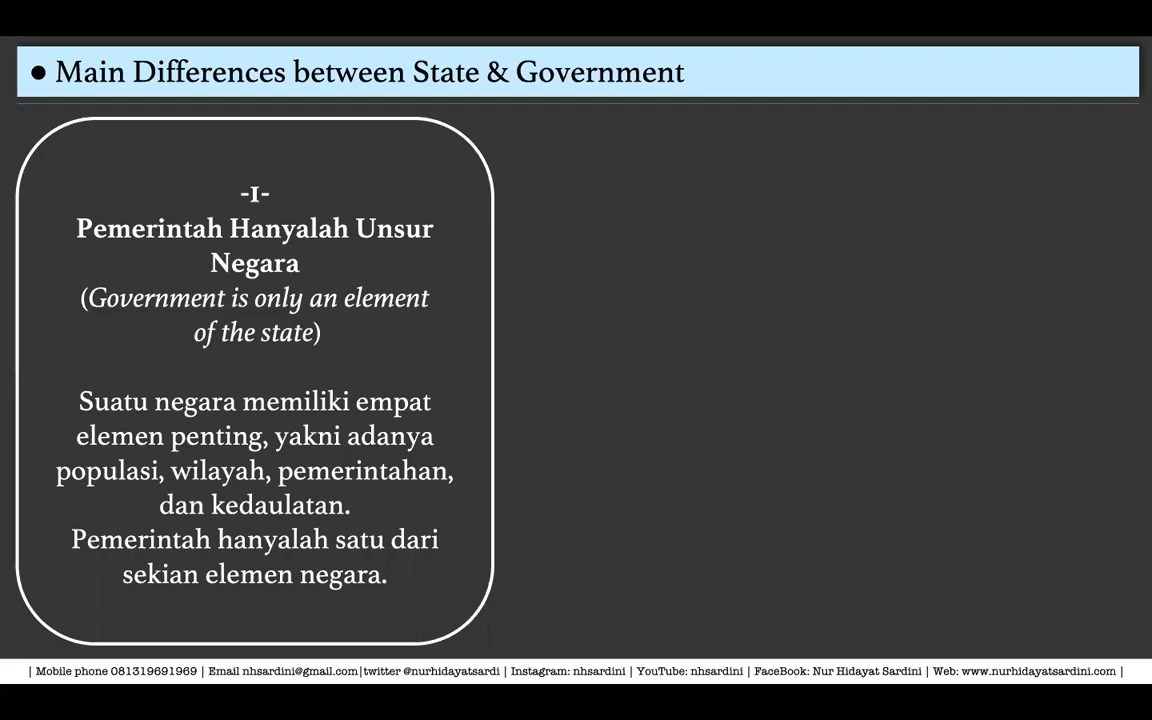 ● Main Differences between State & Government
-1-
Pemerintah Hanyalah Unsur
Negara
(Government is only an element
of the state)
Suatu negara memiliki empat
elemen penting, yakni adanya
populasi, wilayah, pemerintahan,
dan kedaulatan.
Pemerintah hanyalah satu dari
sekian elemen negara.
| Mobile phone 081319691969 | Email nhsardini@gmail.com|twitter @nurhidayatsardi | Instagram: nhsardini | YouTube: nhsardini | FaceBook: Nur Hidayat Sardini | Web: www.nurhidayatsardini.com |